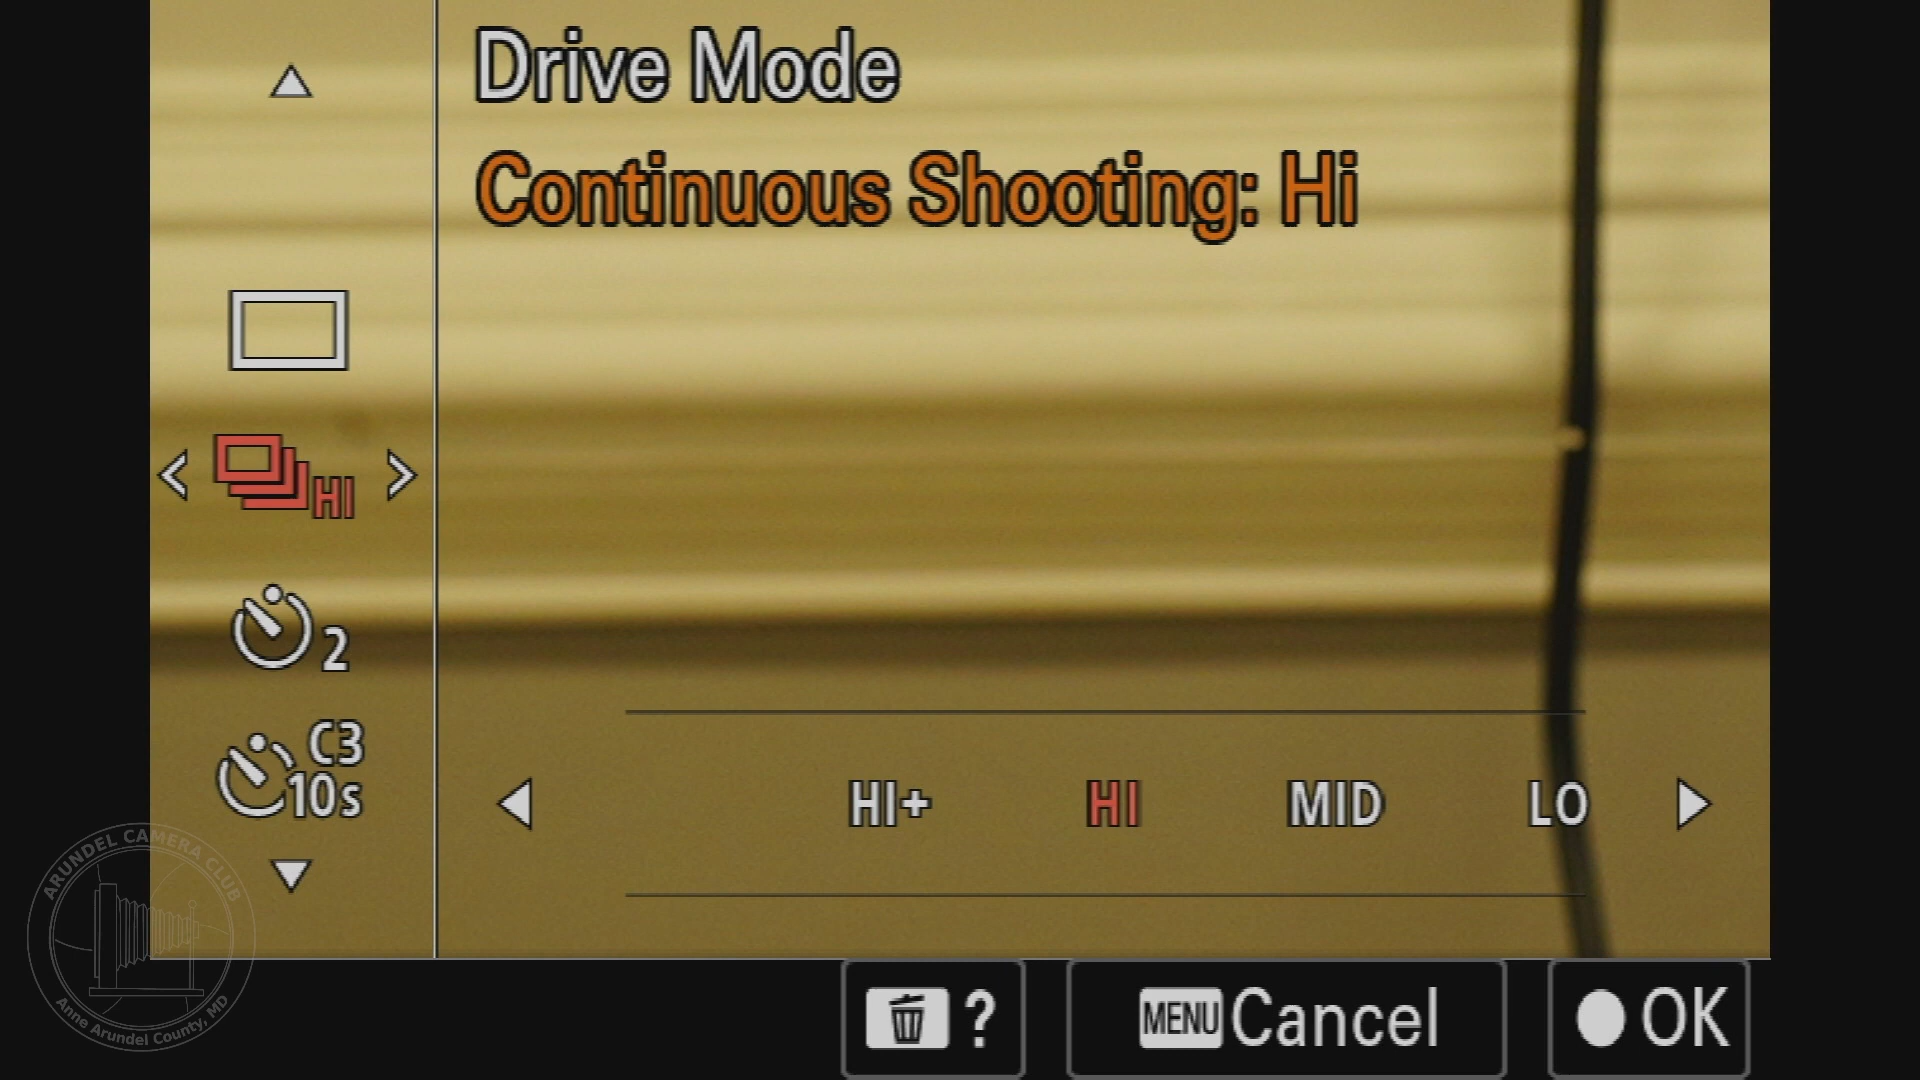 Drive Mode
Continuous Shooting: Hi
HI
2
C3
10s
HI+ HI MID LO
ARUNDEL CAMERA CLUB
Anne Arundel County, MD
? MENU Cancel OK